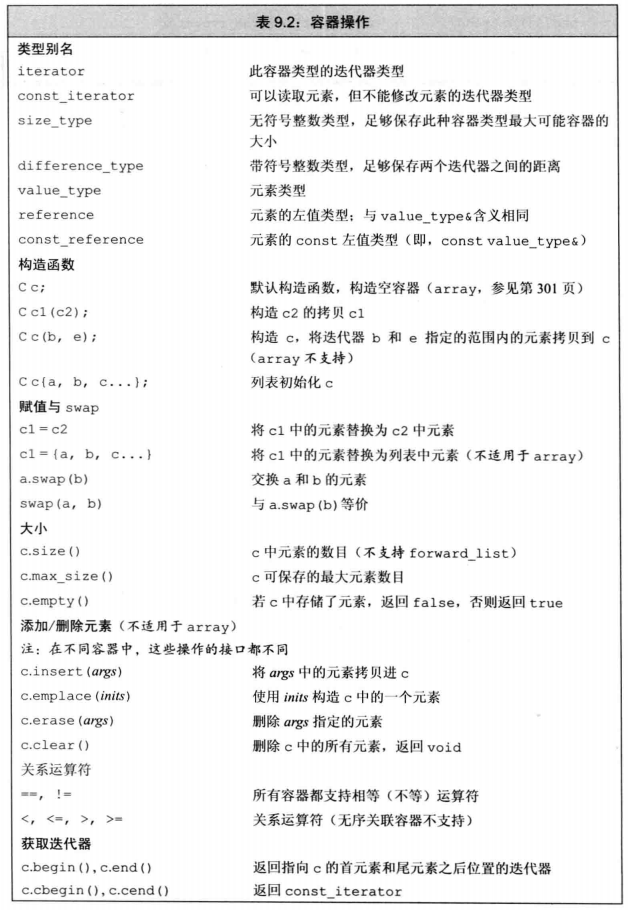 表 9.2：容器操作
类型别名
iterator 此容器类型的迭代器类型
const_iterator 可以读取元素，但不能修改元素的迭代器类型
size_type 无符号整数类型，足够保存此种容器类型最大可能容器的
大小
difference_type 带符号整数类型，足够保存两个迭代器之间的距离
value_type 元素类型
reference 元素的左值类型；与 value_type&含义相同
const_reference 元素的 const 左值类型（即，const value_type&）
构造函数
C c; 默认构造函数，构造空容器（array，参见第 301 页）
C c1(c2); 构造 c2 的拷贝 c1
C c(b, e); 构造 c，将迭代器 b 和 e 指定的范围内的元素拷贝到 c
（array 不支持）
C c{a, b, c...}; 列表初始化 c
赋值与 swap
c1 = c2 将 c1 中的元素替换为 c2 中元素
c1 = {a, b, c...} 将 c1 中的元素替换为列表中元素（不适用于 array）
a.swap(b) 交换 a 和 b 的元素
swap(a, b) 与 a.swap(b)等价
大小
c.size() c 中元素的数目（不支持 forward_list）
c.max_size() c 可保存的最大元素数目
c.empty() 若 c 中存储了元素，返回 false，否则返回 true
添加/删除元素（不适用于 array）
注：在不同容器中，这些操作的接口都不同
c.insert(args) 将 args 中的元素拷贝进 c
c.emplace(inits) 使用 inits 构造 c 中的一个元素
c.erase(args) 删除 args 指定的元素
c.clear() 删除 c 中的所有元素，返回 void
关系运算符
==, != 所有容器都支持相等（不等）运算符
<, <=, >, >= 关系运算符（无序关联容器不支持）
获取迭代器
c.begin(),c.end() 返回指向 c 的首元素和尾元素之后位置的迭代器
c.cbegin(),c.cend() 返回 const_iterator